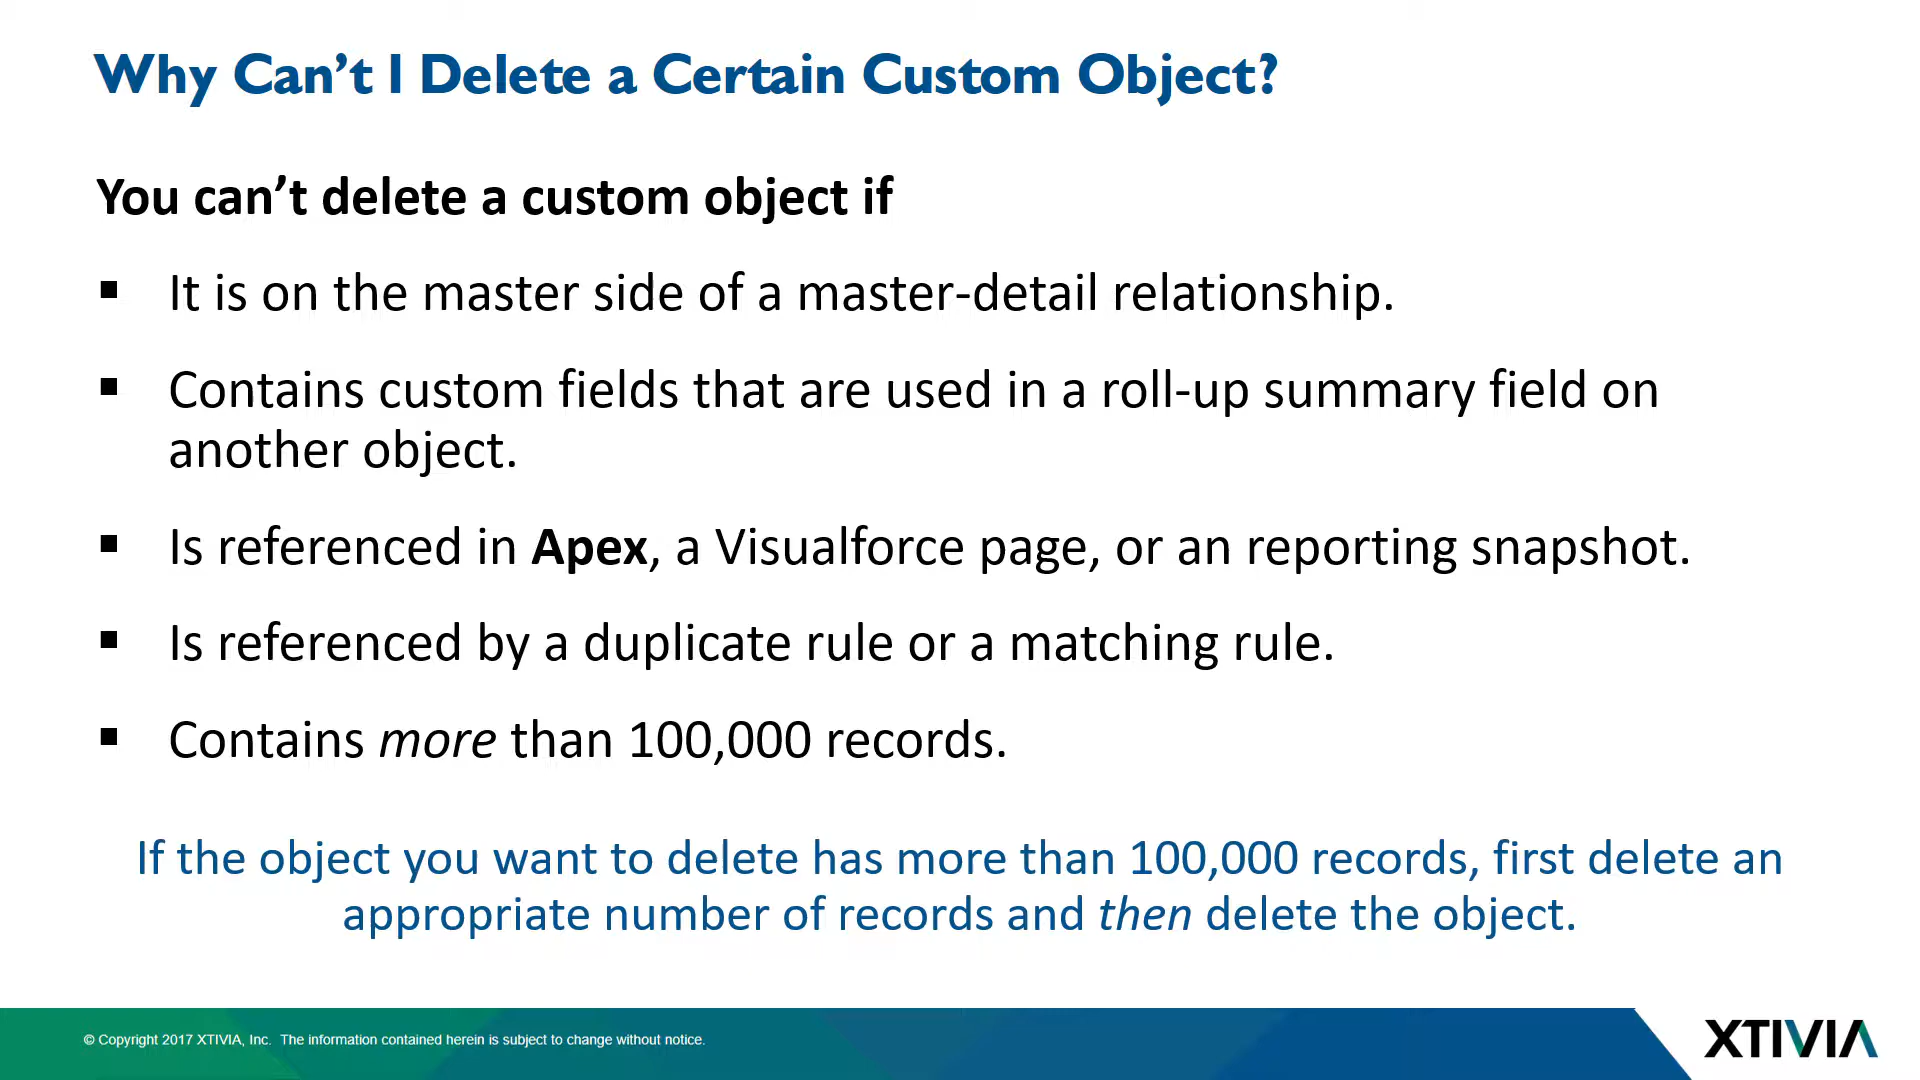 Why Can’t I Delete a Certain Custom Object?
You can’t delete a custom object if
▪ It is on the master side of a master-detail relationship.
▪ Contains custom fields that are used in a roll-up summary field on
another object.
▪ Is referenced in Apex, a Visualforce page, or an reporting snapshot.
▪ Is referenced by a duplicate rule or a matching rule.
▪ Contains more than 100,000 records.
If the object you want to delete has more than 100,000 records, first delete an
appropriate number of records and then delete the object.
© Copyright 2017 XTIVIA, Inc. The information contained herein is subject to change without notice.
XTIVIA